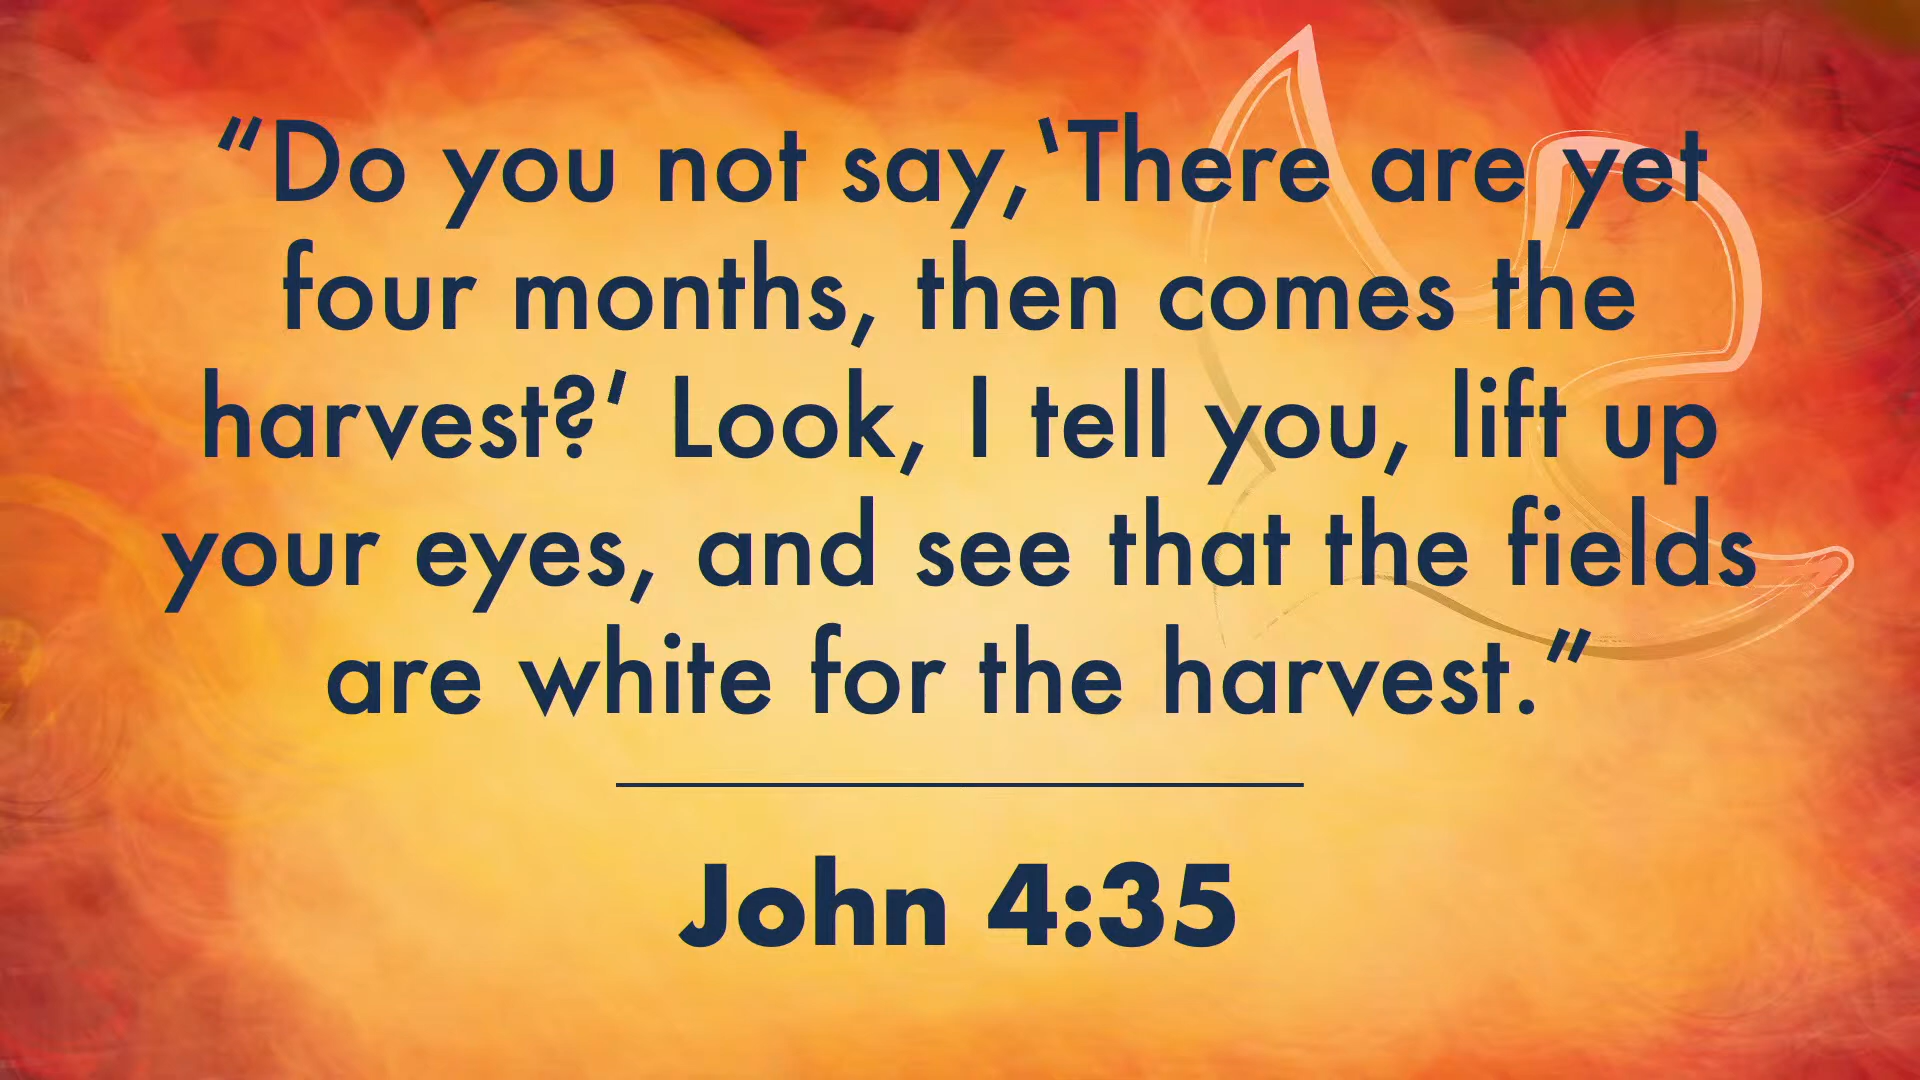 “Do you not say,‘There are yet
four months, then comes the
harvest?’ Look, I tell you, lift up
your eyes, and see that the fields
are white for the harvest.”
John 4:35